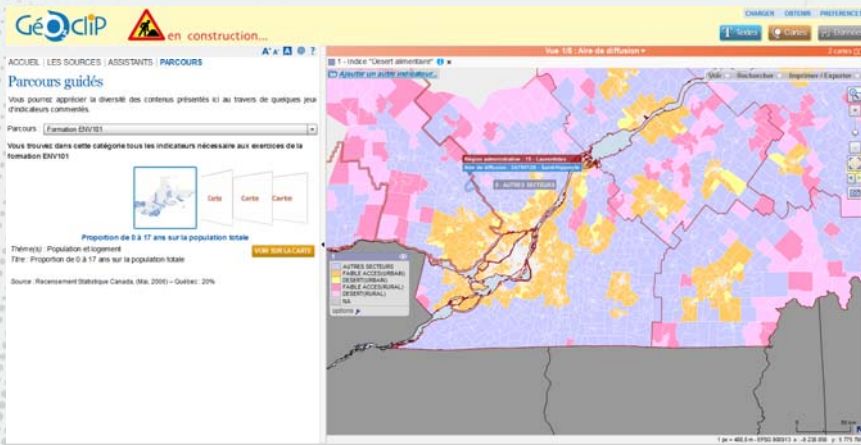 GéOcliP
en construction...
CHARGER OBTENIR PREFERENCES
Textes Cartes Données
ACCUEIL | LES SOURCES | ASSISTANTS | PARCOURS
Parcours guidés
Vous pourrez apprécier la diversité des contenus présentés ici au travers de quelques jeux
d'indicateurs commentés.
Parcours : Formation ENV101
Vous trouvez dans cette catégorie tous les indicateurs nécessaire aux exercices de la
formation ENV101
Carte Carte Carte
Proportion de 0 à 17 ans sur la population totale
Thème(s) : Population et logement
VOIR SUR LA CARTE
Titre : Proportion de 0 à 17 ans sur la population totale
Source : Recensement Statistique Canada, (Mai, 2006) – Québec : 20%
Vue 1/8 : Aire de diffusion
2 cartes
1 - Indice "Désert alimentaire"
Ajouter un autre indicateur...
Voir Rechercher Imprimer / Exporter
Région administrative : 15 - Laurentides
0 : AUTRES SECTEURS
1
AUTRES SECTEURS
FAIBLE ACCES(URBAIN)
DESERT(URBAIN)
FAIBLE ACCES(RURAL)
DESERT(RURAL)
NA
options